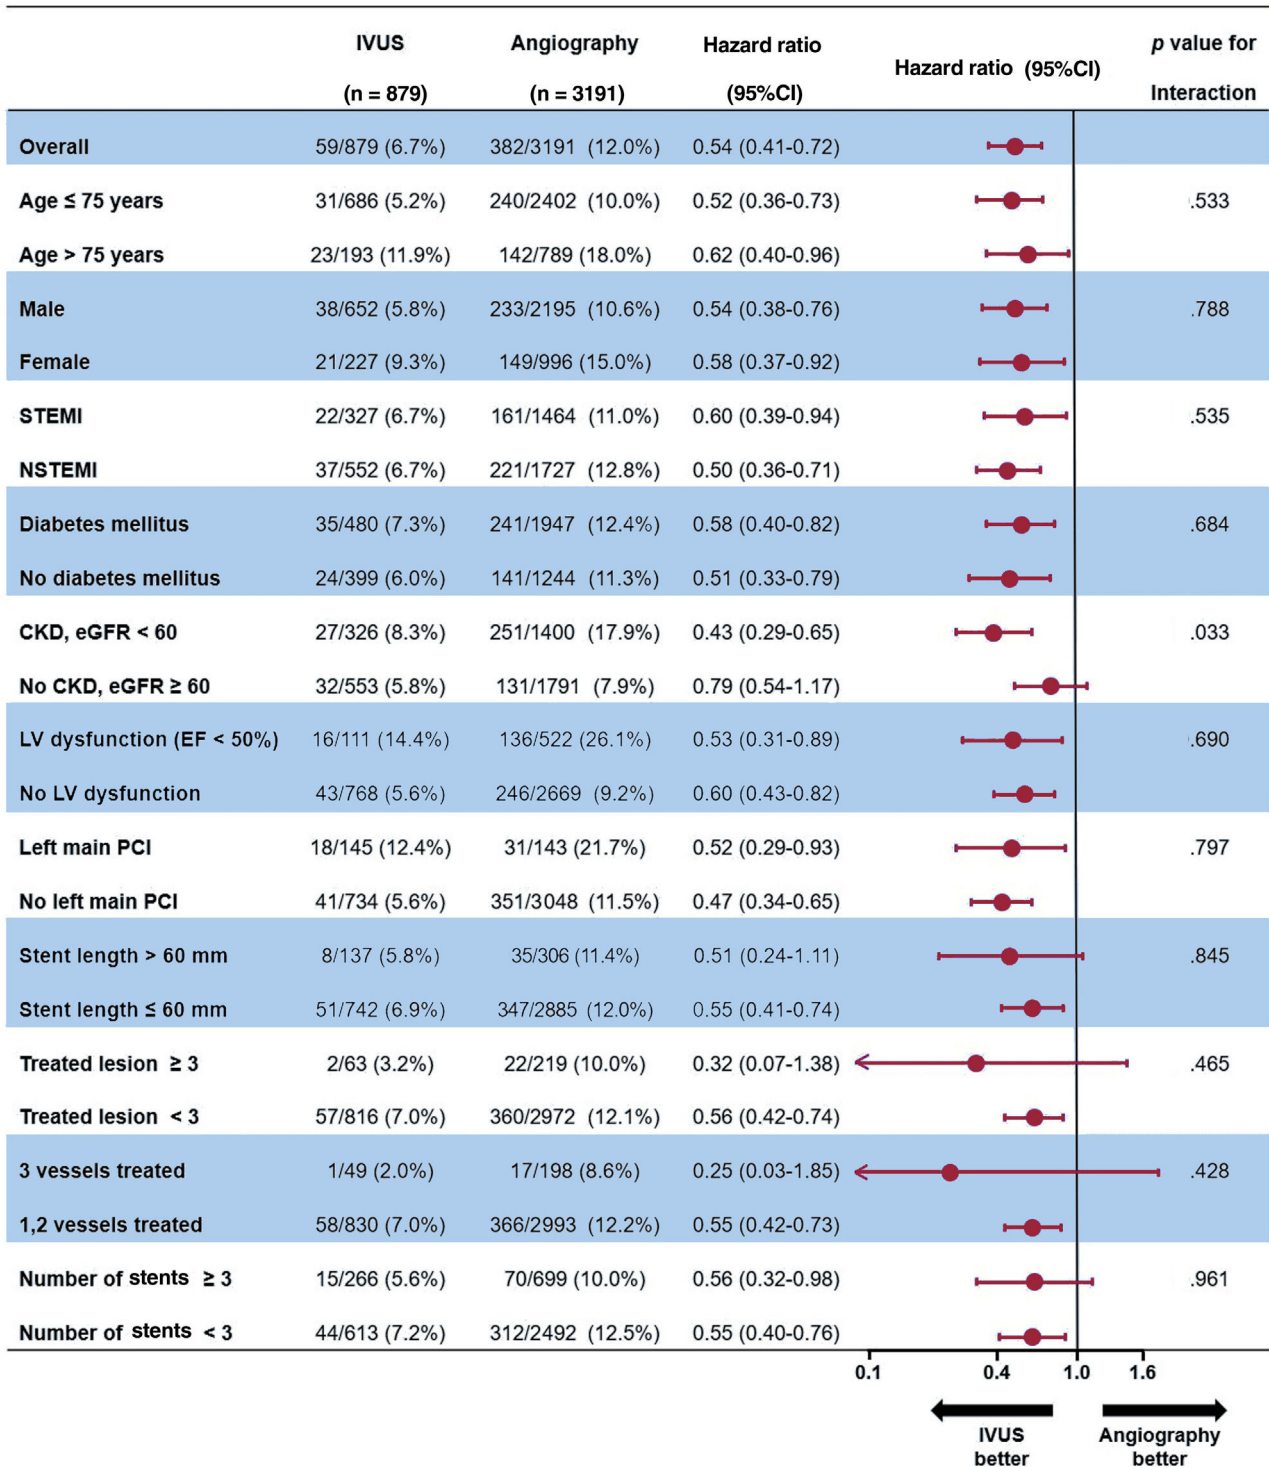 IVUS Angiography Hazard ratio Hazard ratio (95%CI) p value for
(n = 879) (n = 3191) (95%CI) Interaction
Overall 59/879 (6.7%) 382/3191 (12.0%) 0.54 (0.41-0.72)
Age ≤ 75 years 31/686 (5.2%) 240/2402 (10.0%) 0.52 (0.36-0.73) .533
Age > 75 years 23/193 (11.9%) 142/789 (18.0%) 0.62 (0.40-0.96)
Male 38/652 (5.8%) 233/2195 (10.6%) 0.54 (0.38-0.76) .788
Female 21/227 (9.3%) 149/996 (15.0%) 0.58 (0.37-0.92)
STEMI 22/327 (6.7%) 161/1464 (11.0%) 0.60 (0.39-0.94) .535
NSTEMI 37/552 (6.7%) 221/1727 (12.8%) 0.50 (0.36-0.71)
Diabetes mellitus 35/480 (7.3%) 241/1947 (12.4%) 0.58 (0.40-0.82) .684
No diabetes mellitus 24/399 (6.0%) 141/1244 (11.3%) 0.51 (0.33-0.79)
CKD, eGFR < 60 27/326 (8.3%) 251/1400 (17.9%) 0.43 (0.29-0.65) .033
No CKD, eGFR ≥ 60 32/553 (5.8%) 131/1791 (7.9%) 0.79 (0.54-1.17)
LV dysfunction (EF < 50%) 16/111 (14.4%) 136/522 (26.1%) 0.53 (0.31-0.89) .690
No LV dysfunction 43/768 (5.6%) 246/2669 (9.2%) 0.60 (0.43-0.82)
Left main PCI 18/145 (12.4%) 31/143 (21.7%) 0.52 (0.29-0.93) .797
No left main PCI 41/734 (5.6%) 351/3048 (11.5%) 0.47 (0.34-0.65)
Stent length > 60 mm 8/137 (5.8%) 35/306 (11.4%) 0.51 (0.24-1.11) .845
Stent length ≤ 60 mm 51/742 (6.9%) 347/2885 (12.0%) 0.55 (0.41-0.74)
Treated lesion ≥ 3 2/63 (3.2%) 22/219 (10.0%) 0.32 (0.07-1.38) .465
Treated lesion < 3 57/816 (7.0%) 360/2972 (12.1%) 0.56 (0.42-0.74)
3 vessels treated 1/49 (2.0%) 17/198 (8.6%) 0.25 (0.03-1.85) .428
1,2 vessels treated 58/830 (7.0%) 366/2993 (12.2%) 0.55 (0.42-0.73)
Number of stents ≥ 3 15/266 (5.6%) 70/699 (10.0%) 0.56 (0.32-0.98) .961
Number of stents < 3 44/613 (7.2%) 312/2492 (12.5%) 0.55 (0.40-0.76)
0.1 0.4 1.0 1.6
IVUS Angiography
better better